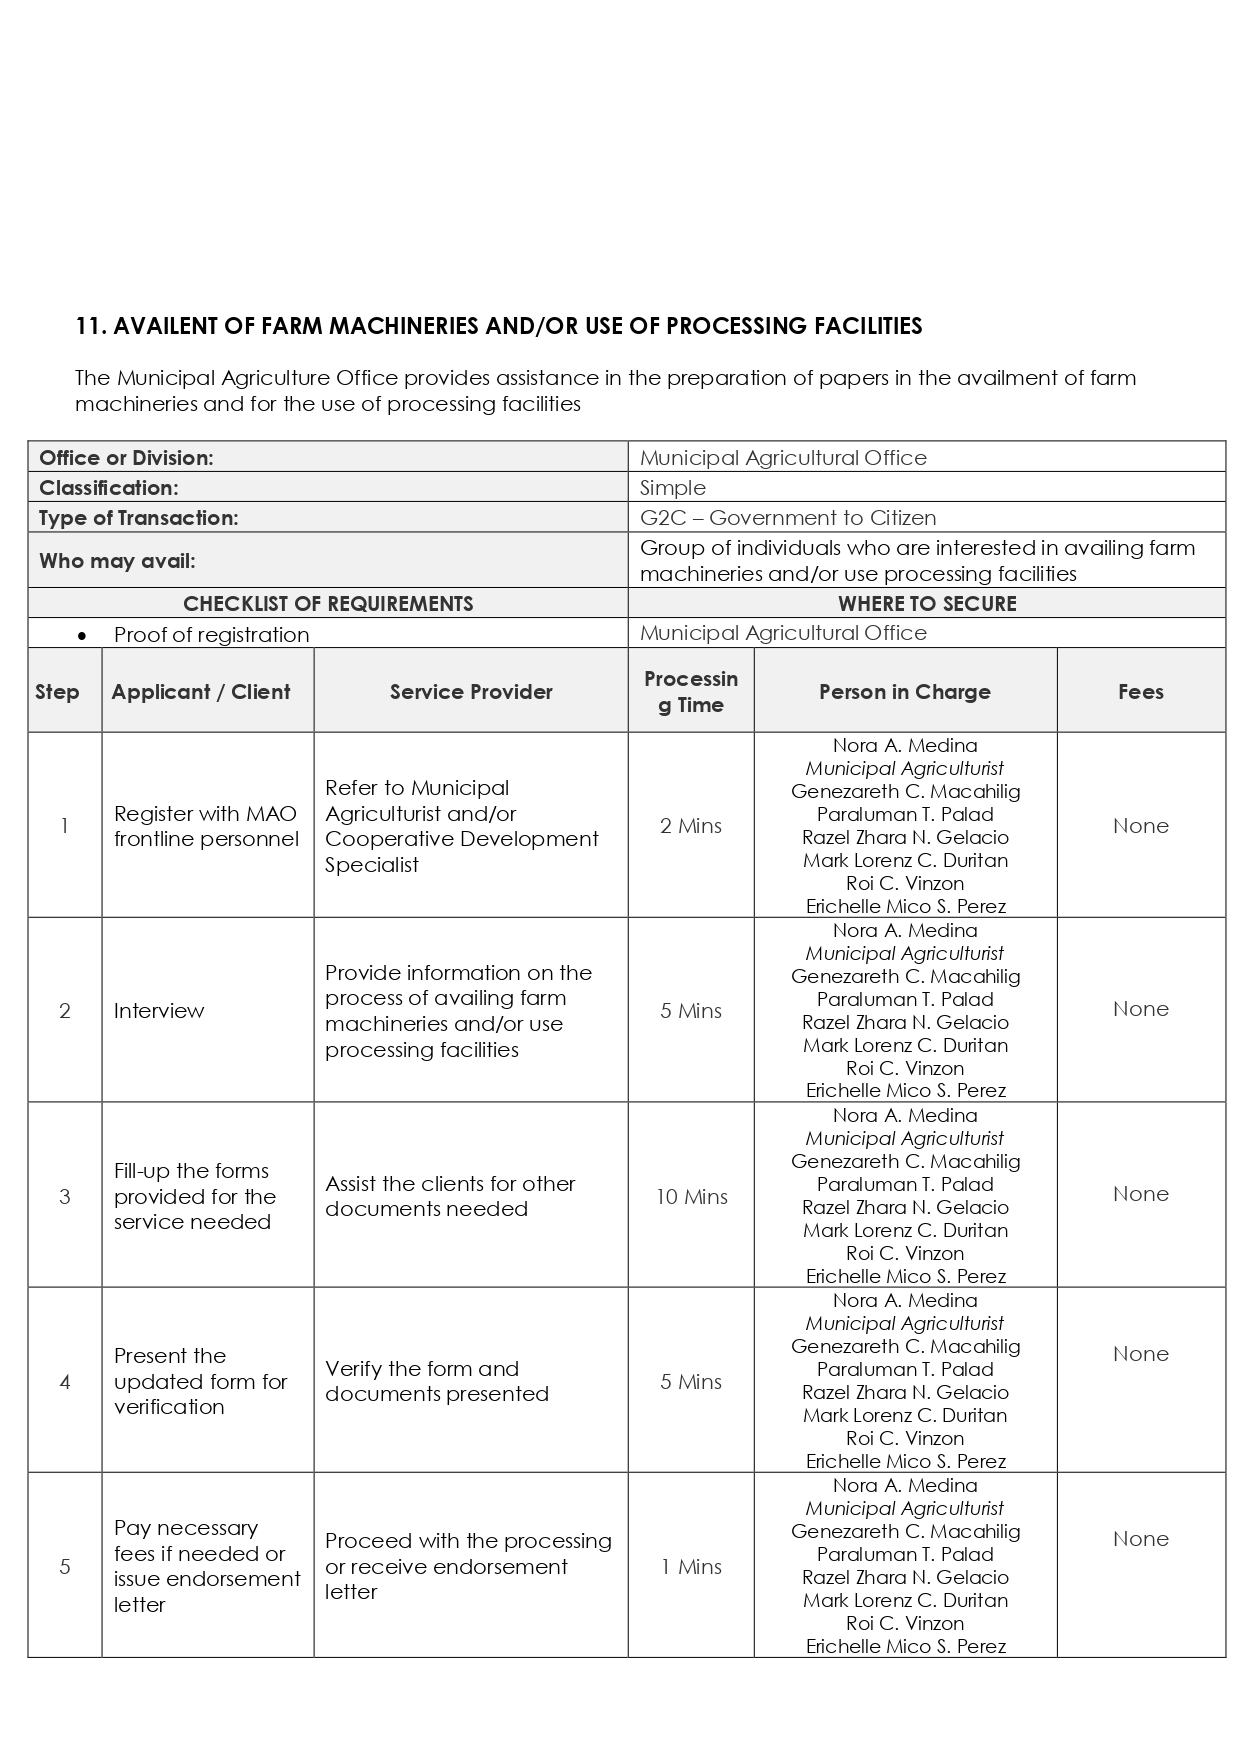 11. AVAILENT OF FARM MACHINERIES AND/OR USE OF PROCESSING FACILITIES
The Municipal Agriculture Office provides assistance in the preparation of papers in the availment of farm
machineries and for the use of processing facilities
Office or Division:
Municipal Agricultural Office
Classification:
Simple
Type of Transaction:
G2C – Government to Citizen
Who may avail:
Group of individuals who are interested in availing farm
machineries and/or use processing facilities
CHECKLIST OF REQUIREMENTS
WHERE TO SECURE
• Proof of registration
Municipal Agricultural Office
Step
Applicant / Client
Service Provider
Processin
g Time
Person in Charge
Fees
1
Register with MAO
frontline personnel
Refer to Municipal
Agriculturist and/or
Cooperative Development
Specialist
2 Mins
Nora A. Medina
Municipal Agriculturist
Genezareth C. Macahilig
Paraluman T. Palad
Razel Zhara N. Gelacio
Mark Lorenz C. Duritan
Roi C. Vinzon
Erichelle Mico S. Perez
None
2
Interview
Provide information on the
process of availing farm
machineries and/or use
processing facilities
5 Mins
Nora A. Medina
Municipal Agriculturist
Genezareth C. Macahilig
Paraluman T. Palad
Razel Zhara N. Gelacio
Mark Lorenz C. Duritan
Roi C. Vinzon
Erichelle Mico S. Perez
None
3
Fill-up the forms
provided for the
service needed
Assist the clients for other
documents needed
10 Mins
Nora A. Medina
Municipal Agriculturist
Genezareth C. Macahilig
Paraluman T. Palad
Razel Zhara N. Gelacio
Mark Lorenz C. Duritan
Roi C. Vinzon
Erichelle Mico S. Perez
None
4
Present the
updated form for
verification
Verify the form and
documents presented
5 Mins
Nora A. Medina
Municipal Agriculturist
Genezareth C. Macahilig
Paraluman T. Palad
Razel Zhara N. Gelacio
Mark Lorenz C. Duritan
Roi C. Vinzon
Erichelle Mico S. Perez
None
5
Pay necessary
fees if needed or
issue endorsement
letter
Proceed with the processing
or receive endorsement
letter
1 Mins
Nora A. Medina
Municipal Agriculturist
Genezareth C. Macahilig
Paraluman T. Palad
Razel Zhara N. Gelacio
Mark Lorenz C. Duritan
Roi C. Vinzon
Erichelle Mico S. Perez
None